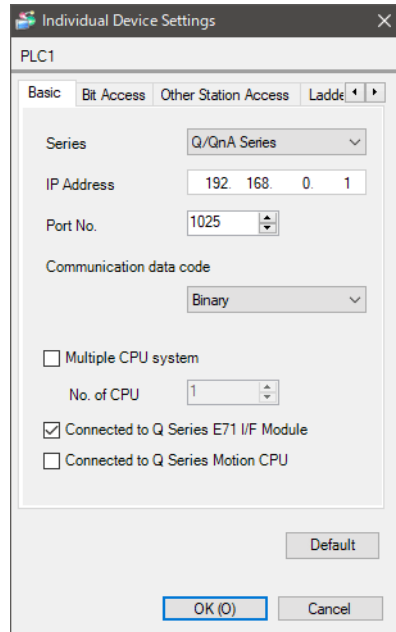 Individual Device Settings
PLC1
Basic Bit Access Other Station Access Ladde
Series Q/QnA Series
IP Address 192. 168. 0. 1
Port No. 1025
Communication data code
Binary
Multiple CPU system
No. of CPU 1
Connected to Q Series E71 I/F Module
Connected to Q Series Motion CPU
Default
OK (O) Cancel